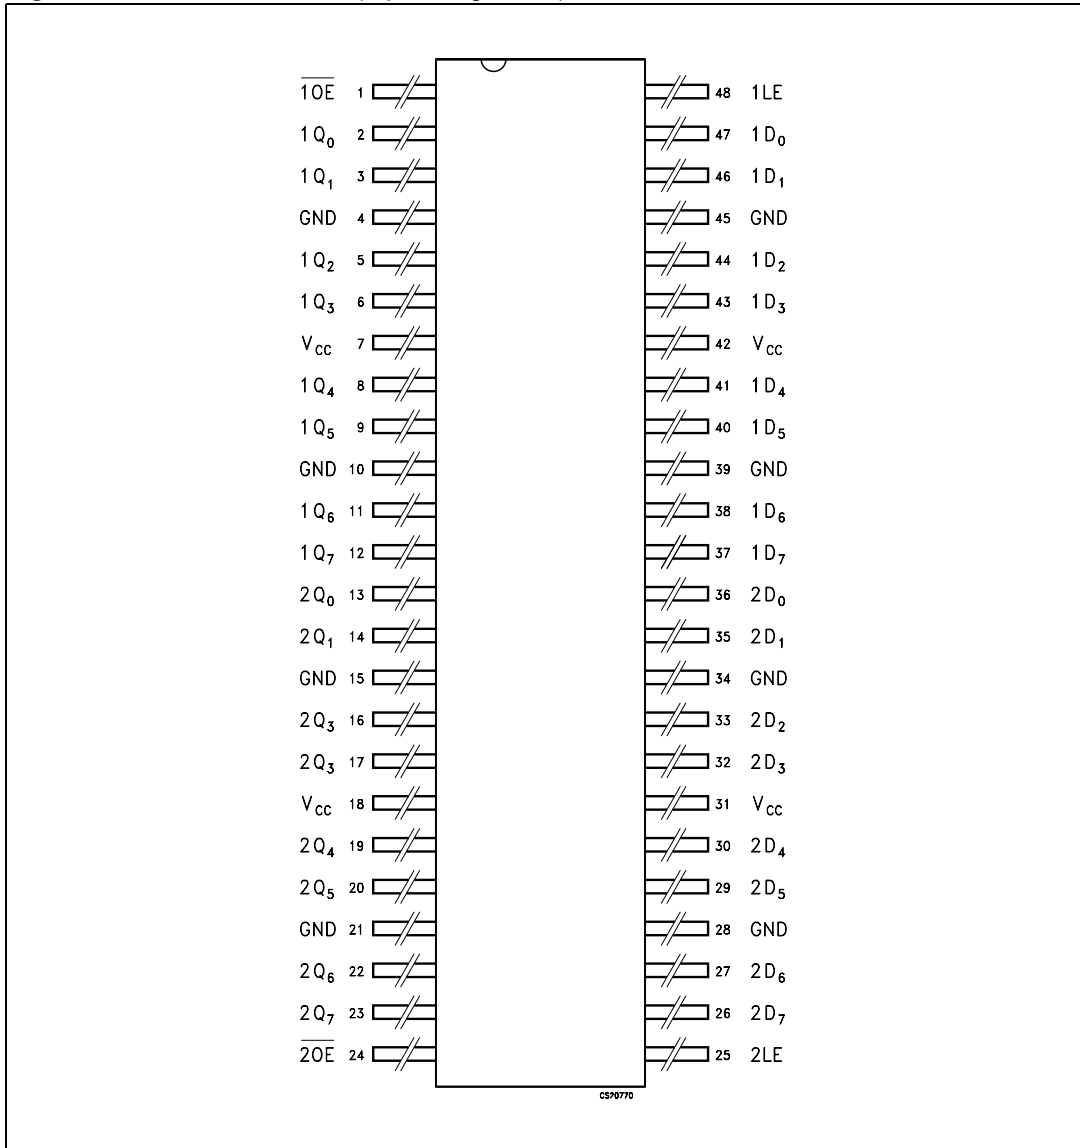 1OE 1 48 1LE
1Q0 2 47 1D0
1Q1 3 46 1D1
GND 4 45 GND
1Q2 5 44 1D2
1Q3 6 43 1D3
VCC 7 42 VCC
1Q4 8 41 1D4
1Q5 9 40 1D5
GND 10 39 GND
1Q6 11 38 1D6
1Q7 12 37 1D7
2Q0 13 36 2D0
2Q1 14 35 2D1
GND 15 34 GND
2Q3 16 33 2D2
2Q3 17 32 2D3
VCC 18 31 VCC
2Q4 19 30 2D4
2Q5 20 29 2D5
GND 21 28 GND
2Q6 22 27 2D6
2Q7 23 26 2D7
2OE 24 25 2LE